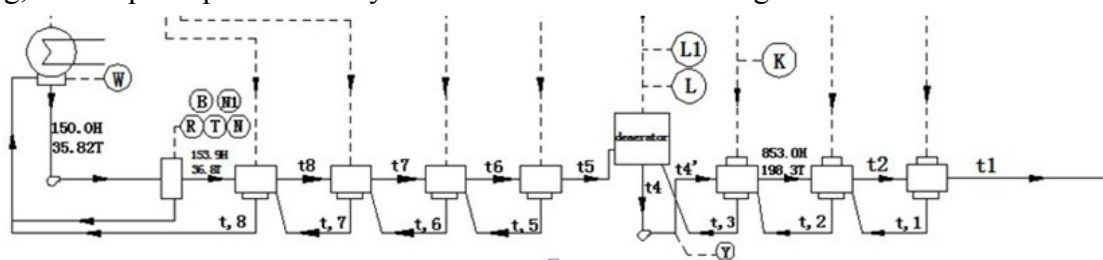 W
L1
L
K
B N1
R T N
150.0H
35.82T
153.9H
36.8T
deaerator
t8
t7
t6
t5
t4
t4'
853.0H
198.3T
t2
t1
t,8
t,7
t,6
t,5
t,3
t,2
t,1
Y